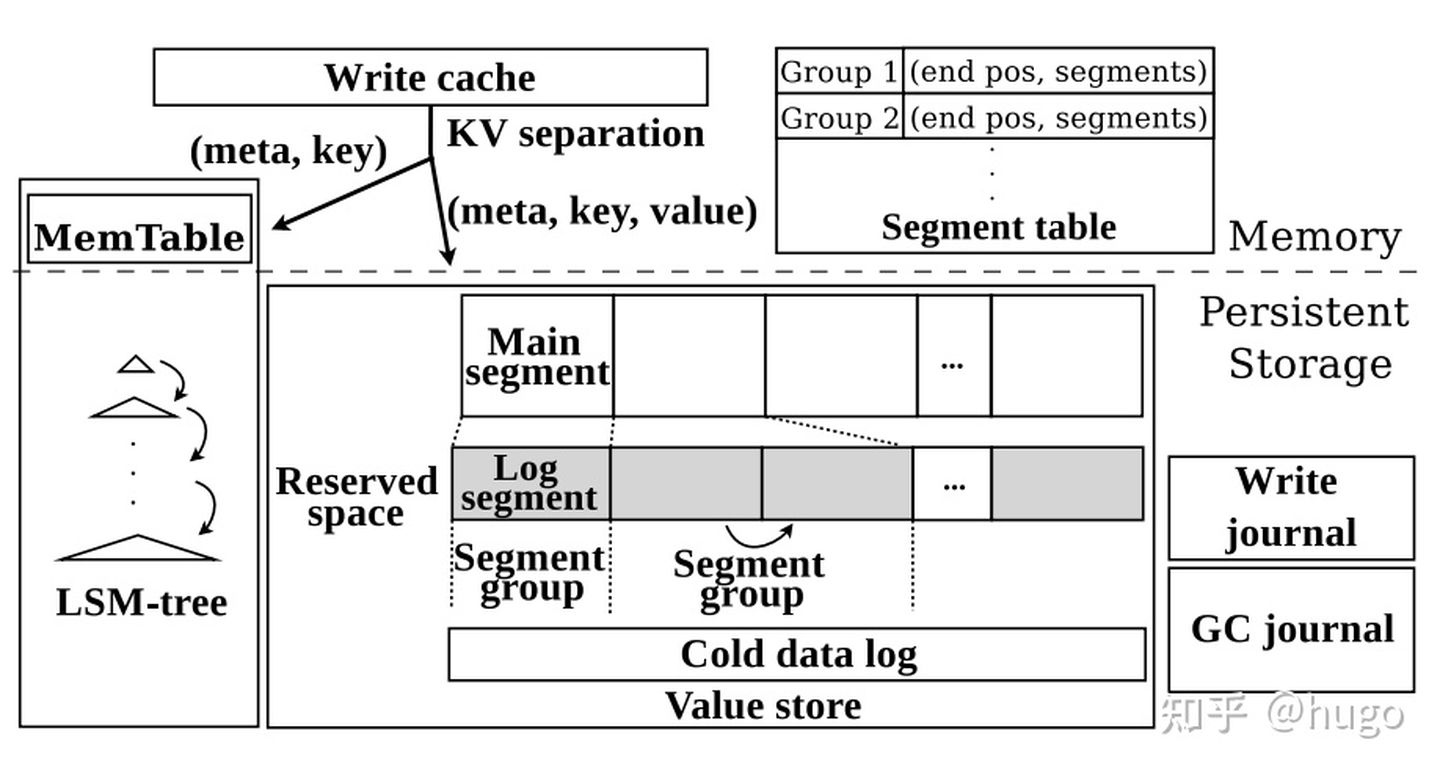 Write cache
KV separation
(meta, key)
(meta, key, value)
MemTable
Group 1 (end pos, segments)
Group 2 (end pos, segments)
Segment table
Memory
Persistent
Storage
Main
segment
...
Reserved
space
Log
segment
...
Segment
group
Segment
group
LSM-tree
Cold data log
Value store
Write
journal
GC journal
知乎 @hugo